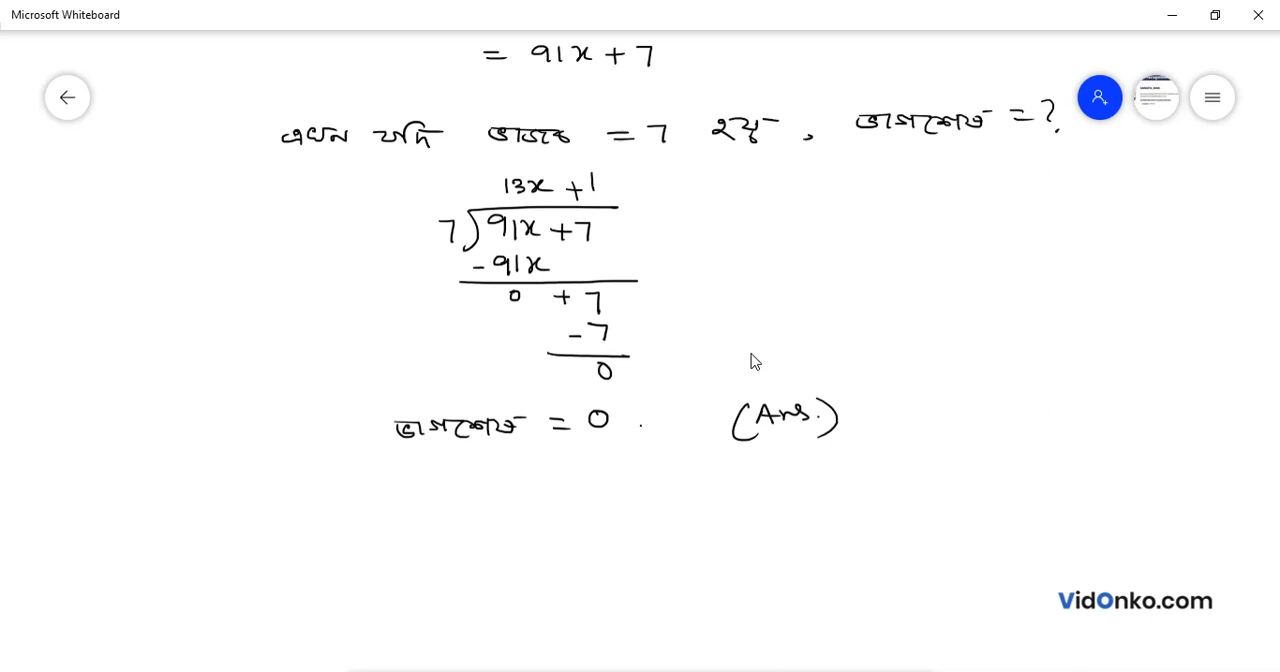 Microsoft Whiteboard
= 91x + 7
এখন যদি ভাজক = 7 হয়, ভাগশেষ = ?
13x + 1
7 ) 91x + 7
- 91x
0 + 7
- 7
0
ভাগশেষ = 0 . (Ans.)
VidOnko.com